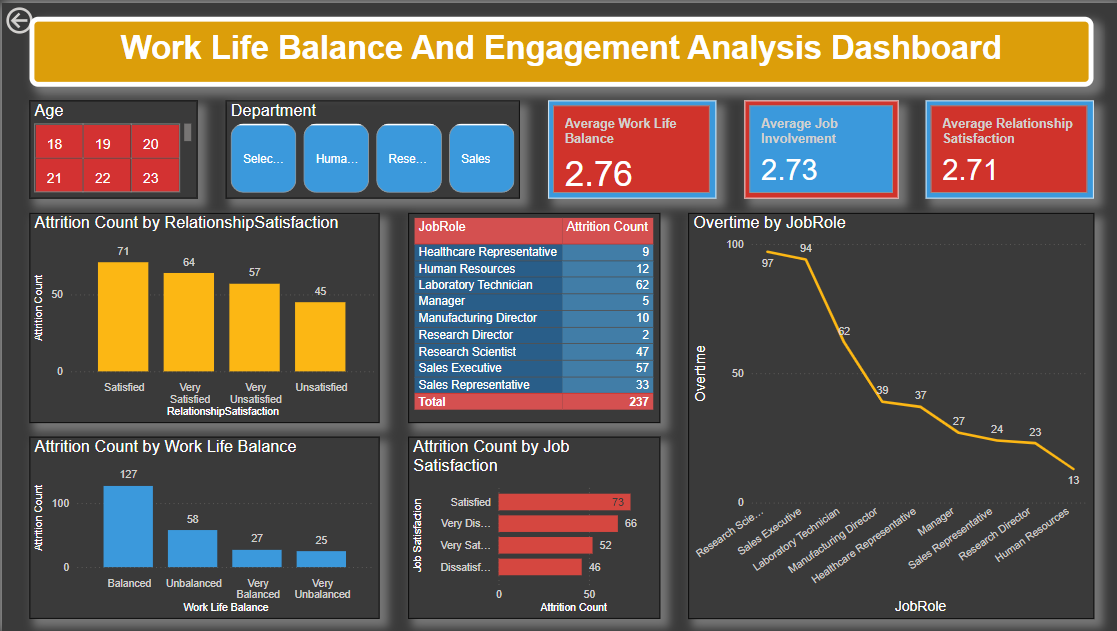 Work Life Balance And Engagement Analysis Dashboard
Age
18 19 20
21 22 23
Department
Selec... Huma... Rese... Sales
Average Work Life
Balance
2.76
Average Job
Involvement
2.73
Average Relationship
Satisfaction
2.71
Attrition Count by RelationshipSatisfaction
Attrition Count
50
0
71
64
57
45
Satisfied
Very
Satisfied
Very
Unsatisfied
Unsatisfied
RelationshipSatisfaction
JobRole Attrition Count
Healthcare Representative 9
Human Resources 12
Laboratory Technician 62
Manager 5
Manufacturing Director 10
Research Director 2
Research Scientist 47
Sales Executive 57
Sales Representative 33
Total 237
Overtime by JobRole
Overtime
100
50
0
97
94
62
39
37
27
24
23
13
Research Scie...
Sales Executive
Laboratory Technician
Manufacturing Director
Healthcare Representative
Manager
Sales Representative
Research Director
Human Resources
JobRole
Attrition Count by Work Life Balance
Attrition Count
100
0
127
58
27
25
Balanced
Unbalanced
Very
Balanced
Very
Unbalanced
Work Life Balance
Attrition Count by Job
Satisfaction
Job Satisfaction
Satisfied 73
Very Dis... 66
Very Sat... 52
Dissatisf... 46
0 50
Attrition Count